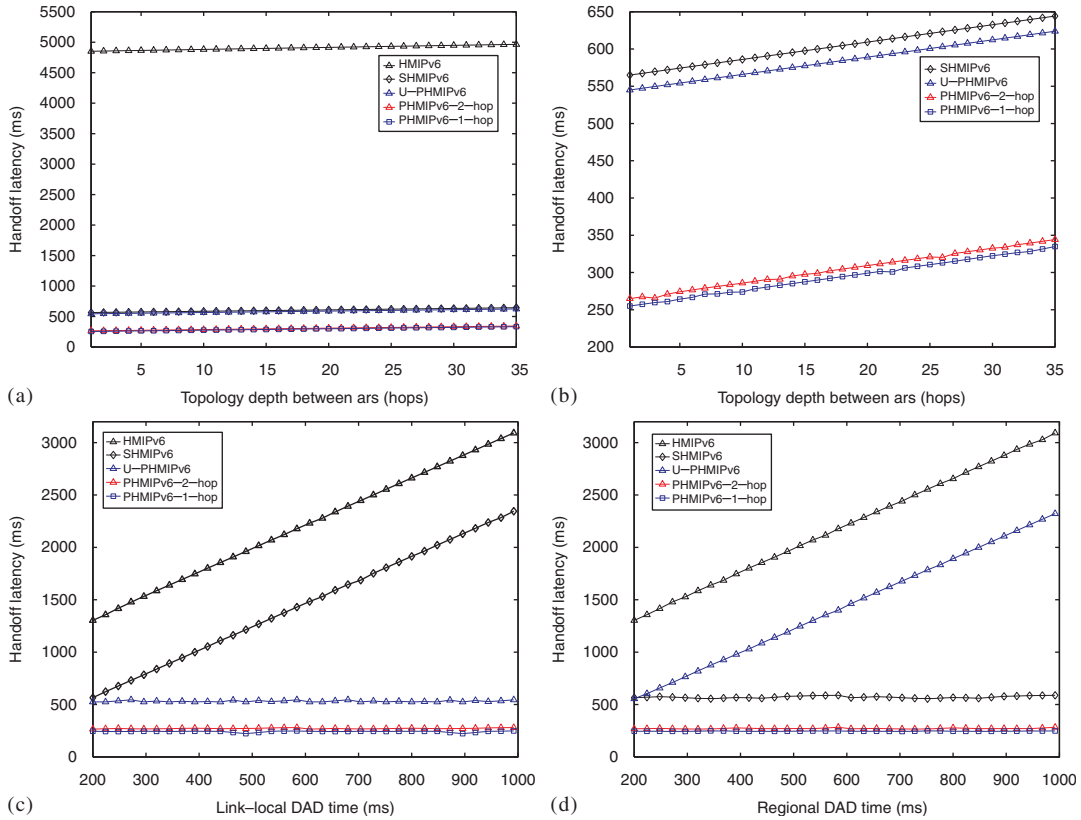 5500
5000
4500
4000
3500
3000
2500
2000
1500
1000
500
0
Handoff latency (ms)
HMIPv6
SHMIPv6
U−PHMIPv6
PHMIPv6−2−hop
PHMIPv6−1−hop
5 10 15 20 25 30 35
(a) Topology depth between ars (hops)
650
600
550
500
450
400
350
300
250
200
Handoff latency (ms)
SHMIPv6
U−PHMIPv6
PHMIPv6−2−hop
PHMIPv6−1−hop
5 10 15 20 25 30 35
(b) Topology depth between ars (hops)
3000
2500
2000
1500
1000
500
0
Handoff latency (ms)
HMIPv6
SHMIPv6
U−PHMIPv6
PHMIPv6−2−hop
PHMIPv6−1−hop
200 300 400 500 600 700 800 900 1000
(c) Link−local DAD time (ms)
3000
2500
2000
1500
1000
500
0
Handoff latency (ms)
HMIPv6
SHMIPv6
U−PHMIPv6
PHMIPv6−2−hop
PHMIPv6−1−hop
200 300 400 500 600 700 800 900 1000
(d) Regional DAD time (ms)